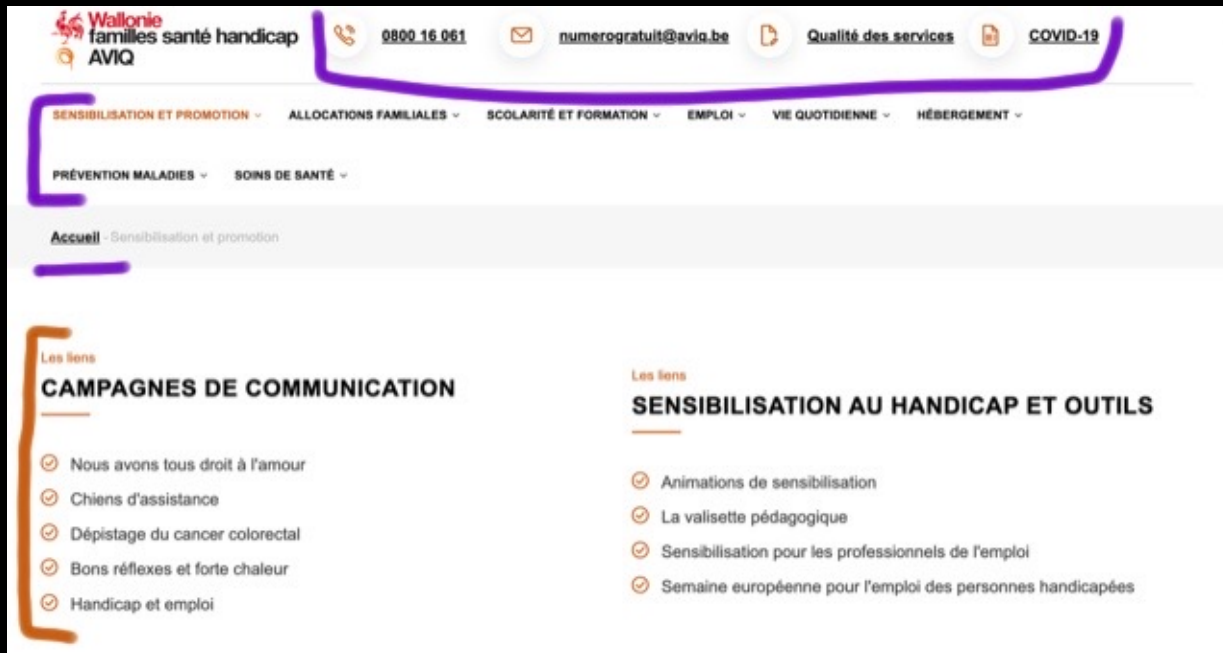 Wallonie
familles santé handicap
AVIQ
0800 16 061 numerogratuit@aviq.be Qualité des services COVID-19
SENSIBILISATION ET PROMOTION ALLOCATIONS FAMILIALES SCOLARITÉ ET FORMATION EMPLOI VIE QUOTIDIENNE HÉBERGEMENT
PRÉVENTION MALADIES SOINS DE SANTÉ
Accueil - Sensibilisation et promotion
Les liens
CAMPAGNES DE COMMUNICATION
Nous avons tous droit à l'amour
Chiens d'assistance
Dépistage du cancer colorectal
Bons réflexes et forte chaleur
Handicap et emploi
Les liens
SENSIBILISATION AU HANDICAP ET OUTILS
Animations de sensibilisation
La valisette pédagogique
Sensibilisation pour les professionnels de l'emploi
Semaine européenne pour l'emploi des personnes handicapées